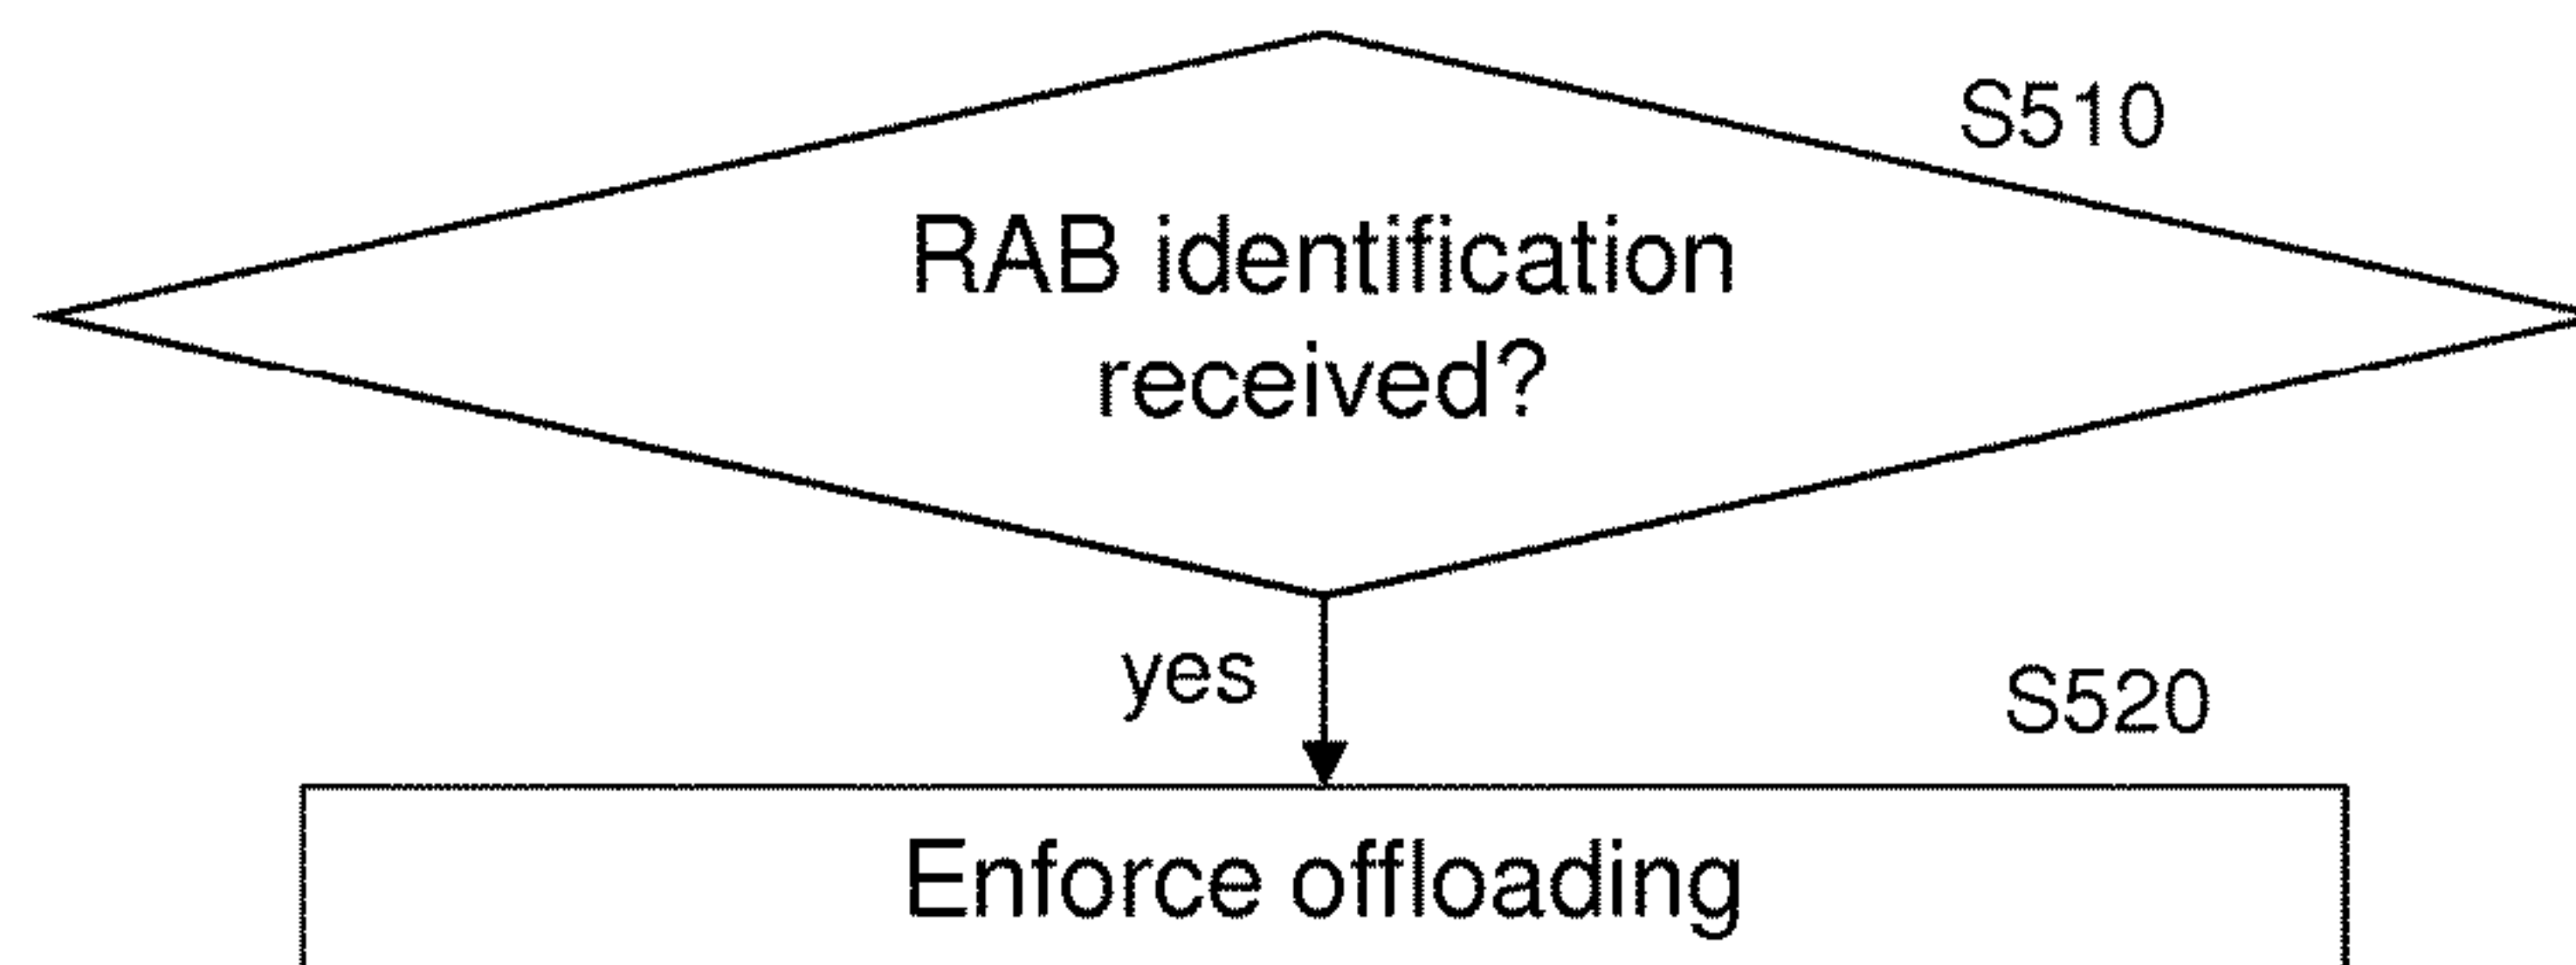 S510
RAB identification
received?
yes
S520
Enforce offloading